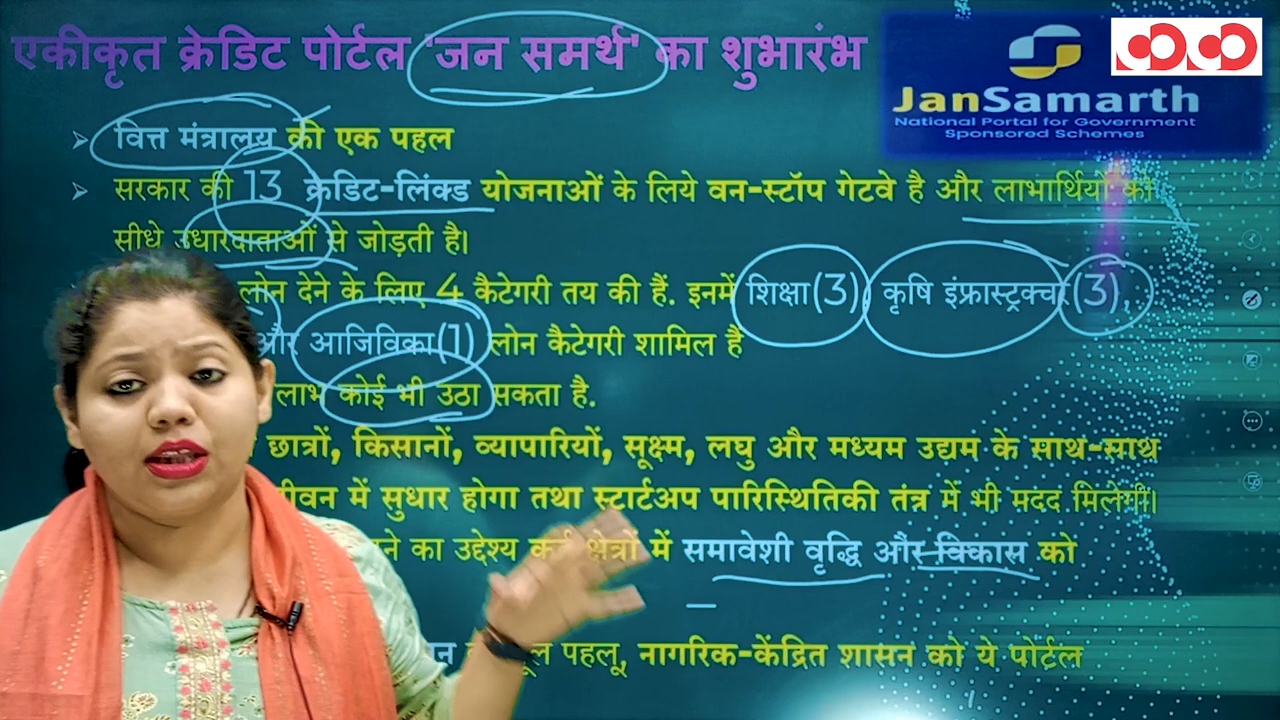 एकीकृत क्रेडिट पोर्टल 'जन समर्थ' का शुभारंभ
JanSamarth
National Portal for Government
Sponsored Schemes
वित्त मंत्रालय की एक पहल
सरकार की 13 क्रेडिट-लिंक्ड योजनाओं के लिये वन-स्टॉप गेटवे है और लाभार्थियों को
सीधे उधारदाताओं से जोड़ती है।
लोन देने के लिए 4 कैटेगरी तय की हैं. इनमें शिक्षा(3) कृषि इंफ्रास्ट्रक्चर(3),
और आजिविका(1) लोन कैटेगरी शामिल हैं
लाभ कोई भी उठा सकता है.
छात्रों, किसानों, व्यापारियों, सूक्ष्म, लघु और मध्यम उद्यम के साथ-साथ
में सुधार होगा तथा स्टार्टअप पारिस्थितिकी तंत्र में भी मदद मिलेगी।
का उद्देश्य कई क्षेत्रों में समावेशी वृद्धि और विकास को
पहलू, नागरिक-केंद्रित शासन को ये पोर्टल